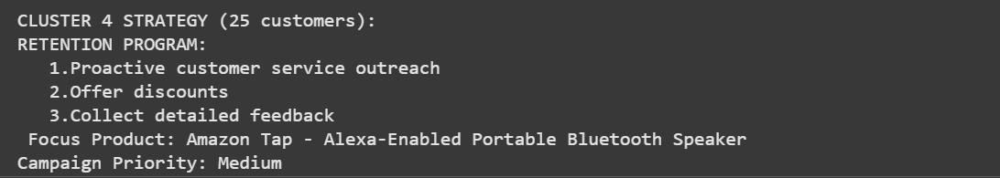 CLUSTER 4 STRATEGY (25 customers):
RETENTION PROGRAM:
1.Proactive customer service outreach
2.Offer discounts
3.Collect detailed feedback
Focus Product: Amazon Tap - Alexa-Enabled Portable Bluetooth Speaker
Campaign Priority: Medium